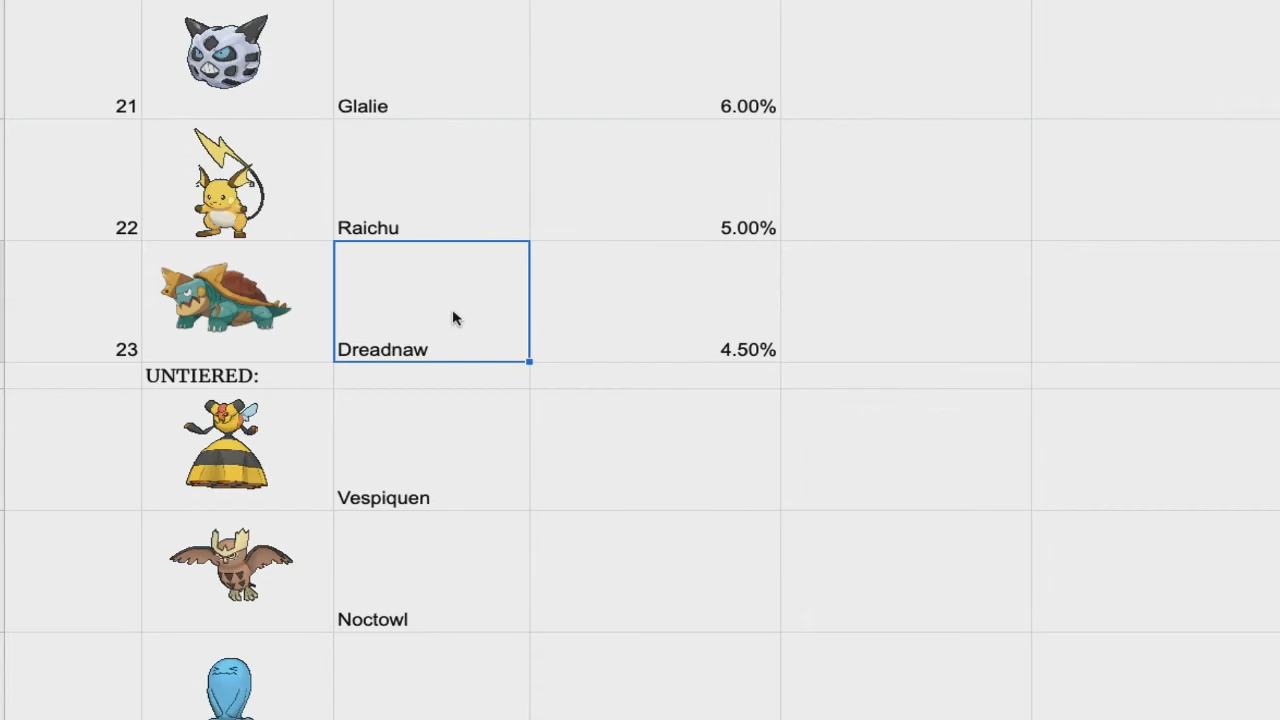 21 Glalie 6.00%
22 Raichu 5.00%
23 Dreadnaw 4.50%
UNTIERED:
Vespiquen
Noctowl